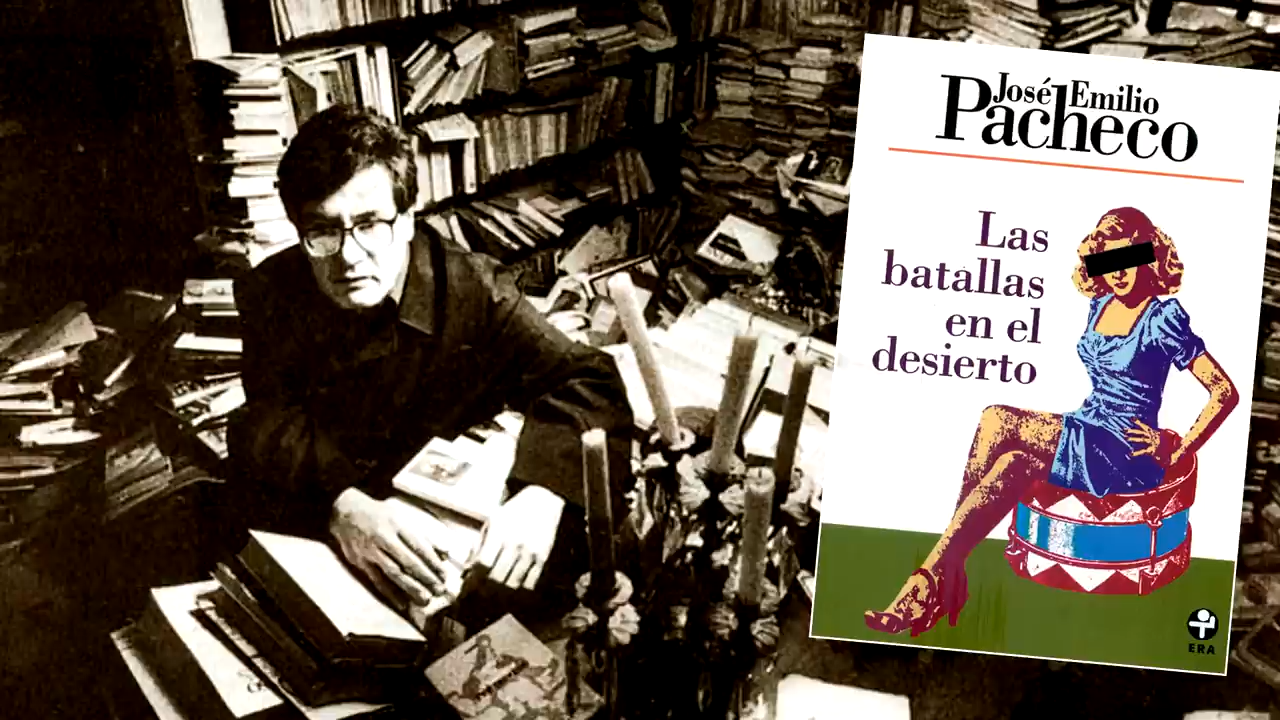 José Emilio
Pacheco
Las
batallas
en el
desierto
ERA